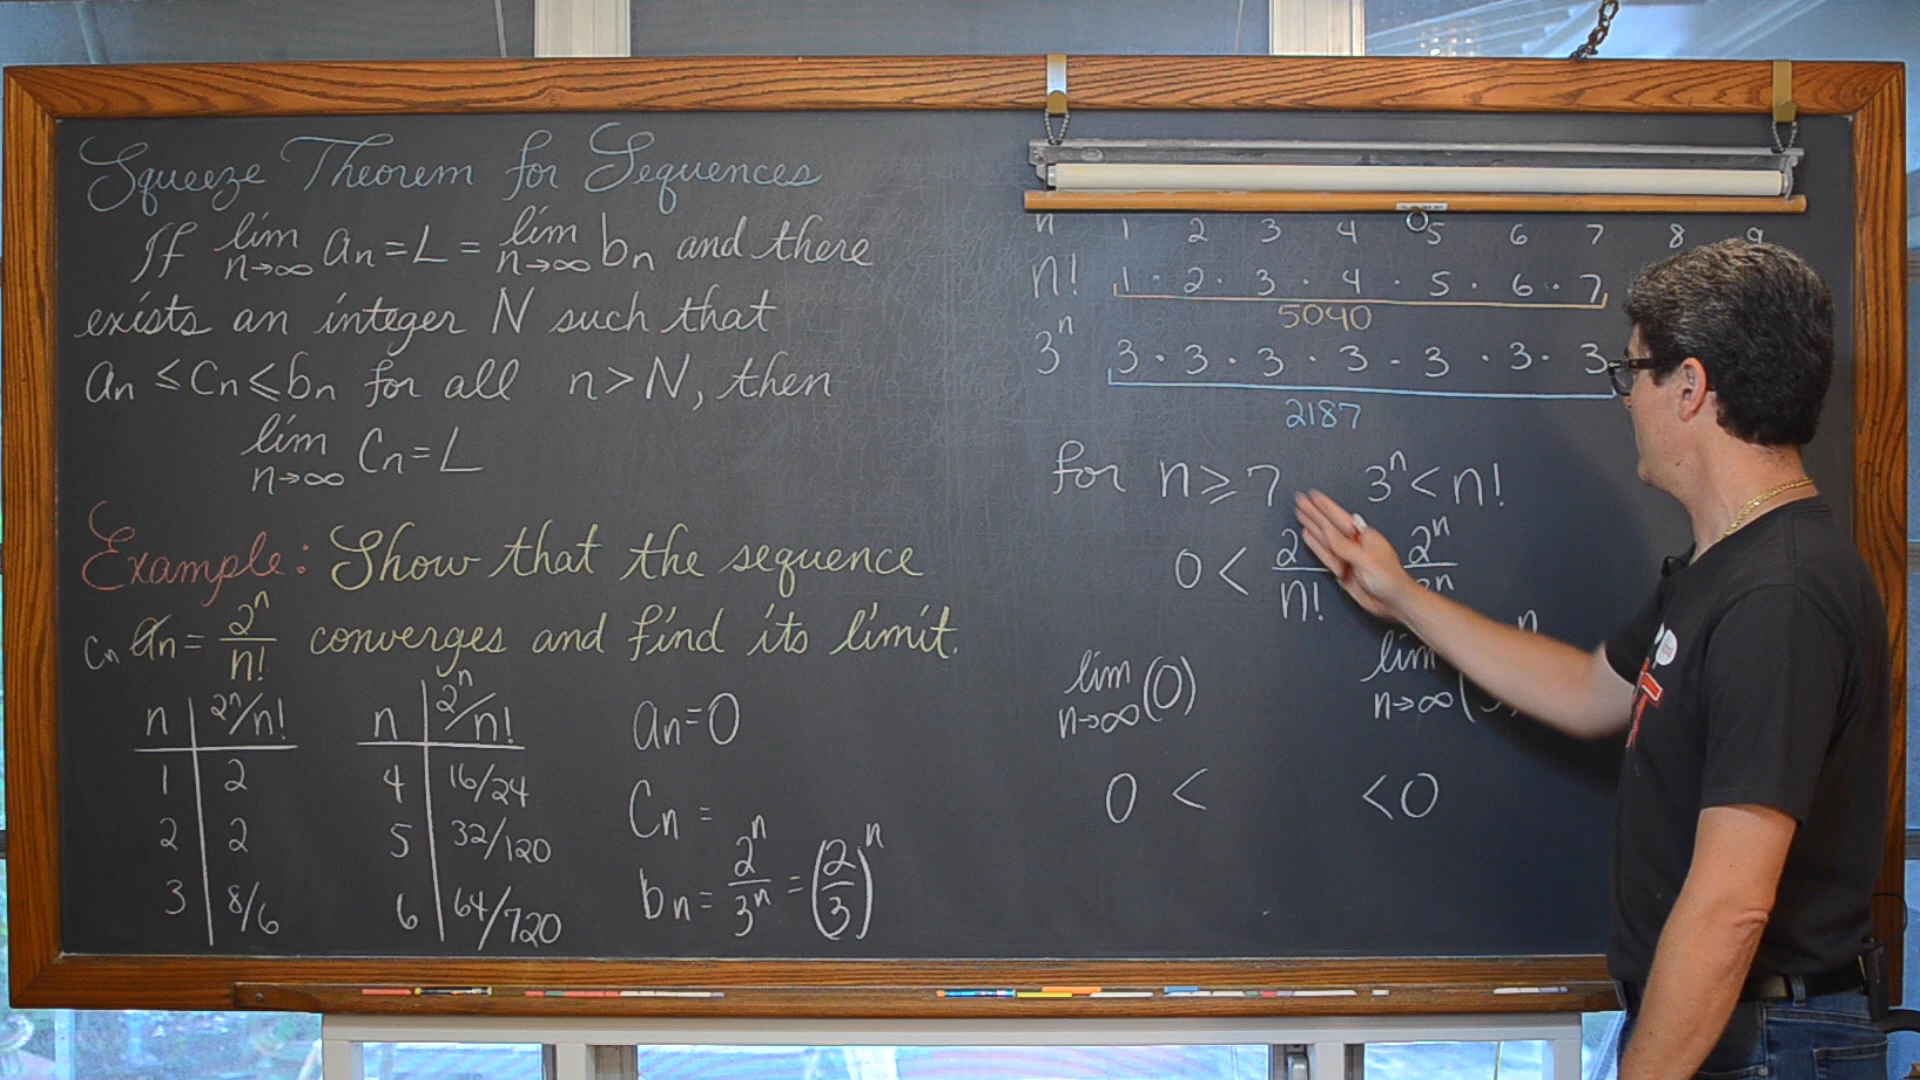 Squeeze Theorem for Sequences
If lim n→∞ an = L = lim n→∞ bn and there
exists an integer N such that
an ≤ Cn ≤ bn for all n > N, then
lim n→∞ Cn = L
Example: Show that the sequence
Cn an = 2^n/n! converges and find its limit.
n | 2^n/n!
1 | 2
2 | 2
3 | 8/6
n | 2^n/n!
4 | 16/24
5 | 32/120
6 | 64/720
an = 0
Cn =
bn = 2^n/3^n = (2/3)^n
n 1 2 3 4 5 6 7 8 9
n! 1 · 2 · 3 · 4 · 5 · 6 · 7
5040
3^n 3 · 3 · 3 · 3 · 3 · 3 · 3
2187
for n ≥ 7 3^n < n!
0 < 2/n! 2^n/n
lim n→∞ (0) lim n→∞ ( n
0 < < 0